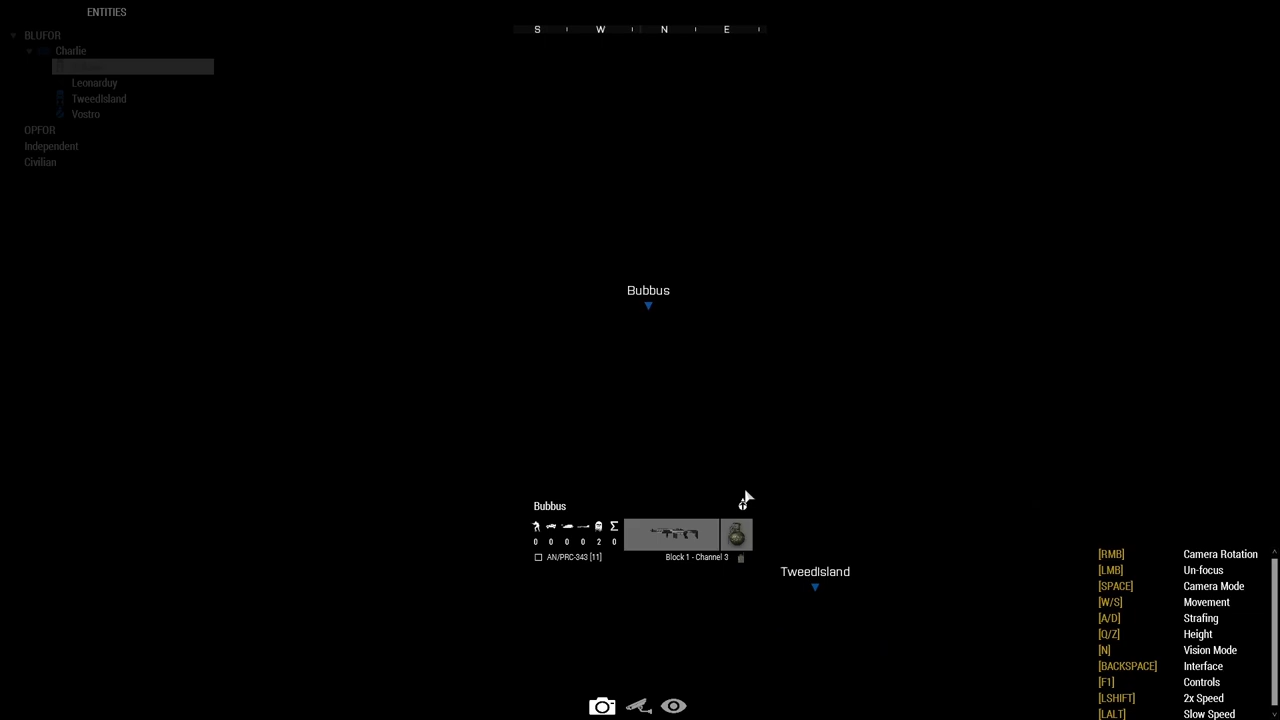 ENTITIES
S W N E
BLUFOR
Charlie
Leonarduy
TweedIsland
Vostro
OPFOR
Independent
Civilian
Bubbus
Bubbus
0 0 0 0 2 0
AN/PRC-343 [11]
Block 1 - Channel 3
TweedIsland
[RMB] Camera Rotation
[LMB] Un-focus
[SPACE] Camera Mode
[W/S] Movement
[A/D] Strafing
[Q/Z] Height
[N] Vision Mode
[BACKSPACE] Interface
[F1] Controls
[LSHIFT] 2x Speed
[LALT] Slow Speed